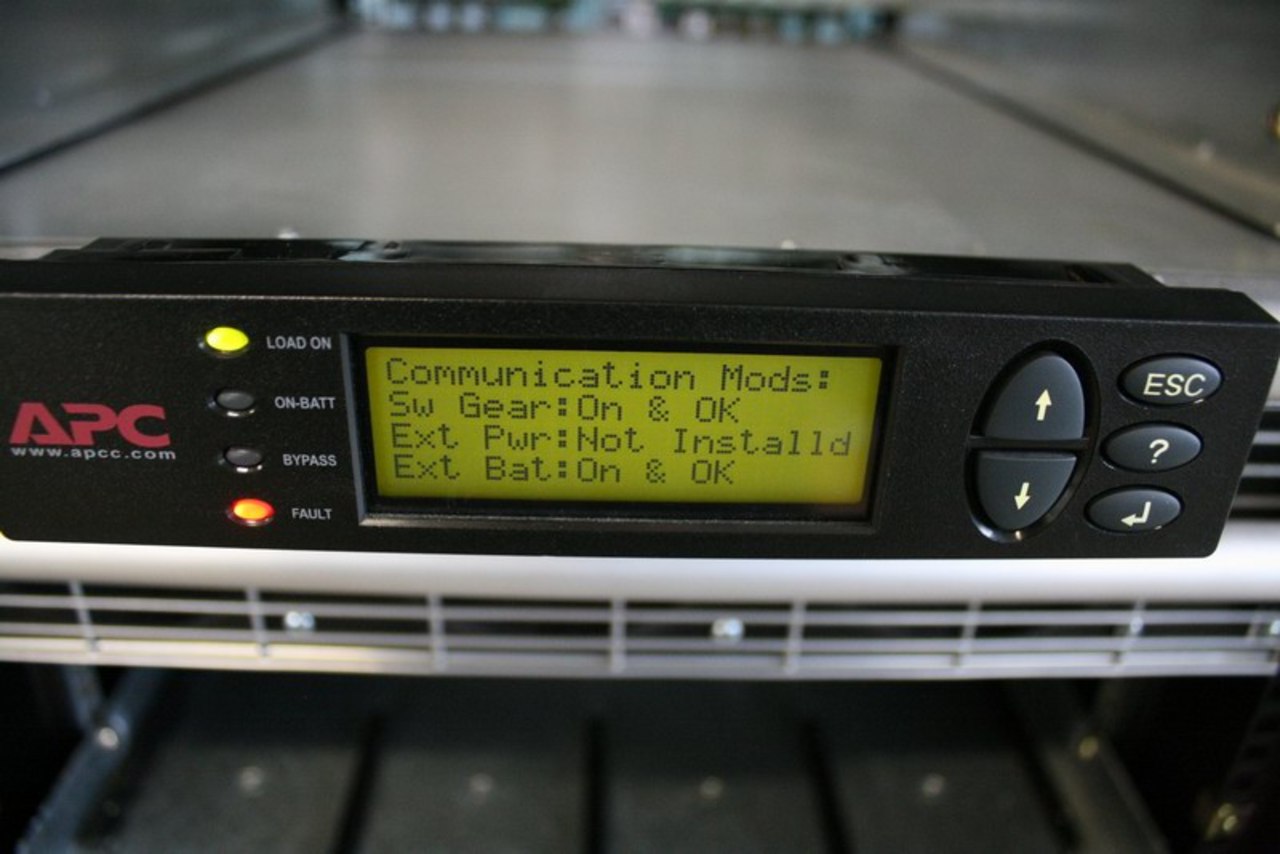 APC
www.apcc.com
LOAD ON
ON-BATT
BYPASS
FAULT
Communication Mods:
Sw Gear:On & OK
Ext Pwr:Not Installd
Ext Bat:On & OK
ESC
?